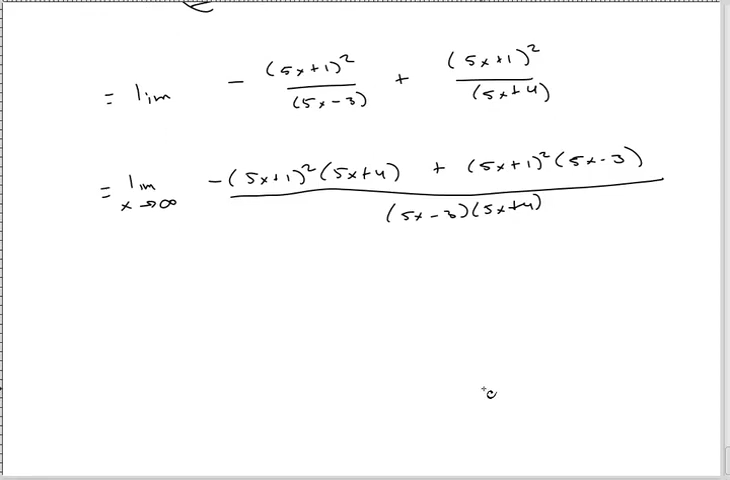 = lim - (5x+1)² / (5x-3) + (5x+1)² / (5x+4)
= lim x→∞ -(5x+1)²(5x+4) + (5x+1)²(5x-3) / (5x-3)(5x+4)